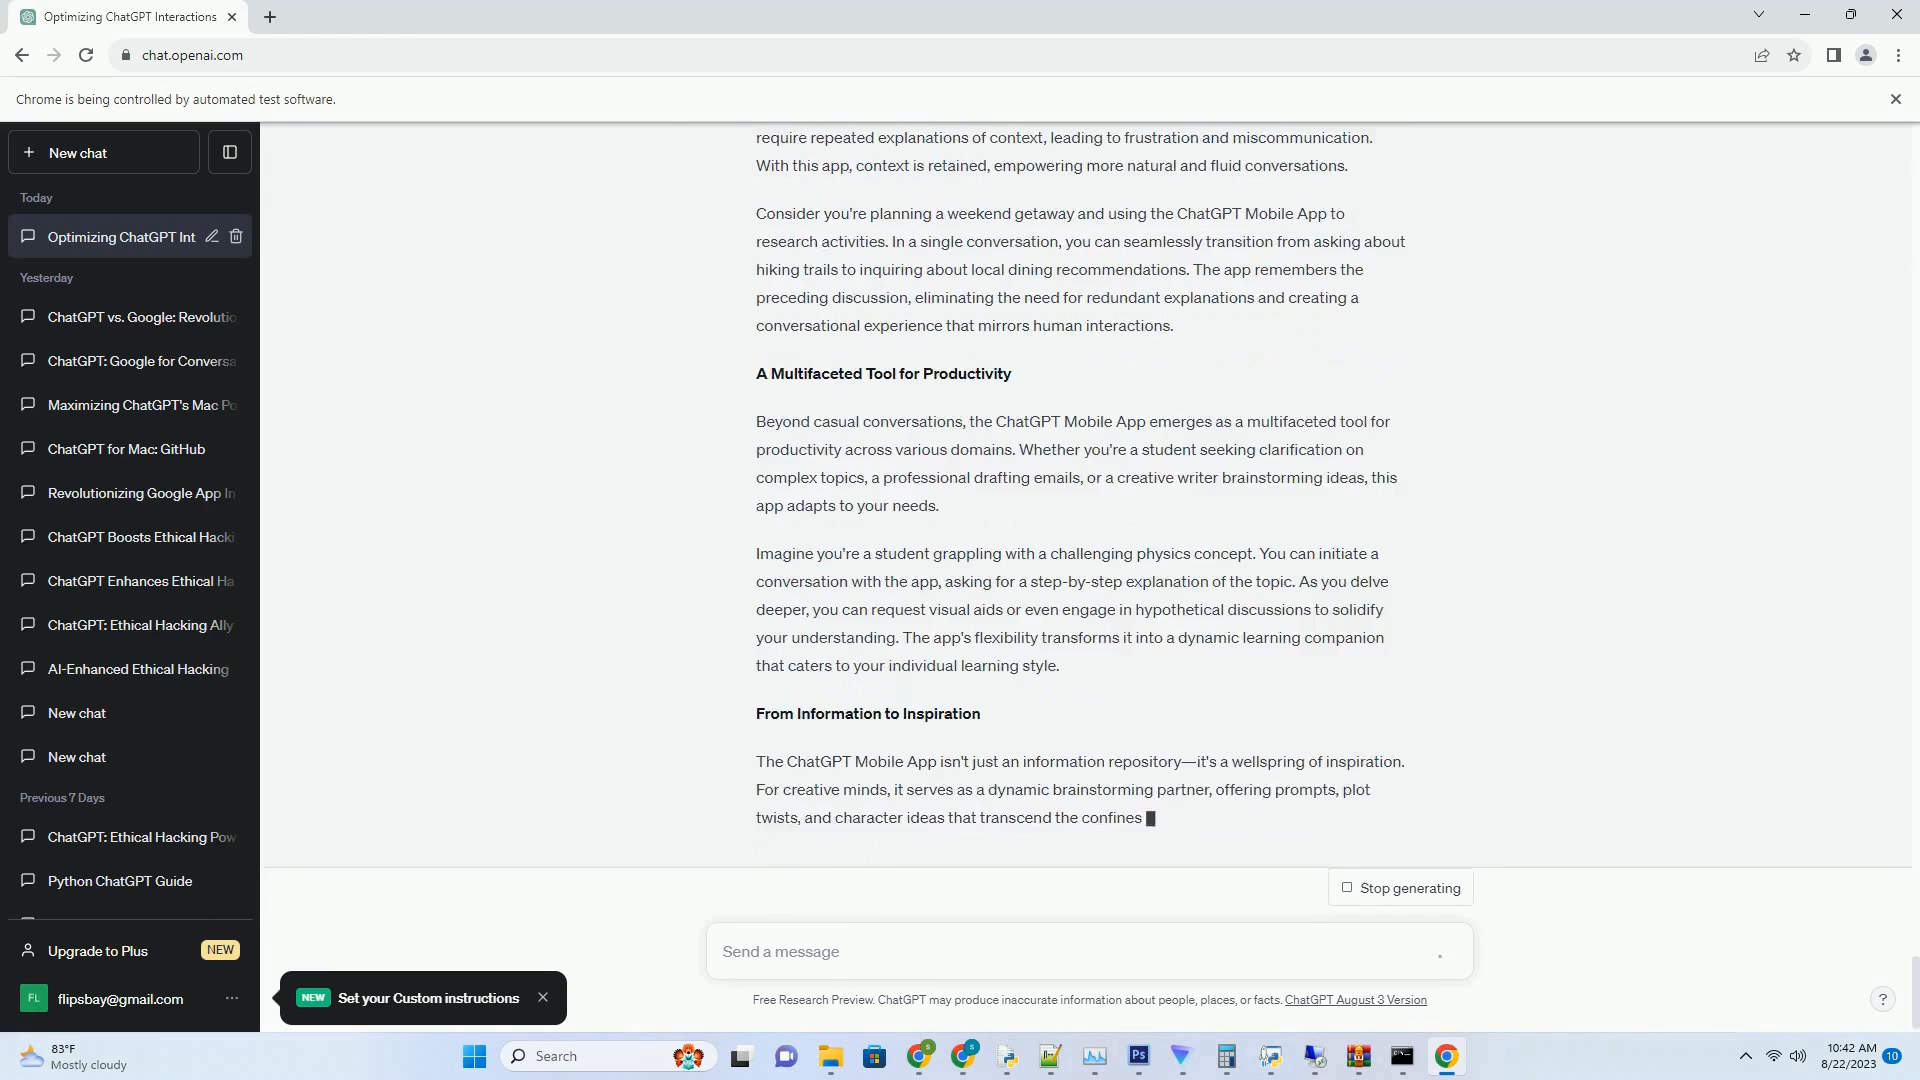 Optimizing ChatGPT Interactions
chat.openai.com
Chrome is being controlled by automated test software.
New chat
Today
Optimizing ChatGPT Int
Yesterday
ChatGPT vs. Google: Revolutio
ChatGPT: Google for Conversa
Maximizing ChatGPT's Mac Po
ChatGPT for Mac: GitHub
Revolutionizing Google App In
ChatGPT Boosts Ethical Hacki
ChatGPT Enhances Ethical Ha
ChatGPT: Ethical Hacking Ally
AI-Enhanced Ethical Hacking
New chat
New chat
Previous 7 Days
ChatGPT: Ethical Hacking Pow
Python ChatGPT Guide
Upgrade to Plus NEW
FL flipsbay@gmail.com
NEW Set your Custom instructions
require repeated explanations of context, leading to frustration and miscommunication.
With this app, context is retained, empowering more natural and fluid conversations.
Consider you're planning a weekend getaway and using the ChatGPT Mobile App to
research activities. In a single conversation, you can seamlessly transition from asking about
hiking trails to inquiring about local dining recommendations. The app remembers the
preceding discussion, eliminating the need for redundant explanations and creating a
conversational experience that mirrors human interactions.
A Multifaceted Tool for Productivity
Beyond casual conversations, the ChatGPT Mobile App emerges as a multifaceted tool for
productivity across various domains. Whether you're a student seeking clarification on
complex topics, a professional drafting emails, or a creative writer brainstorming ideas, this
app adapts to your needs.
Imagine you're a student grappling with a challenging physics concept. You can initiate a
conversation with the app, asking for a step-by-step explanation of the topic. As you delve
deeper, you can request visual aids or even engage in hypothetical discussions to solidify
your understanding. The app's flexibility transforms it into a dynamic learning companion
that caters to your individual learning style.
From Information to Inspiration
The ChatGPT Mobile App isn't just an information repository—it's a wellspring of inspiration.
For creative minds, it serves as a dynamic brainstorming partner, offering prompts, plot
twists, and character ideas that transcend the confines
Stop generating
Send a message
Free Research Preview. ChatGPT may produce inaccurate information about people, places, or facts. ChatGPT August 3 Version
?
83°F
Mostly cloudy
Search
Ps
10:42 AM
8/22/2023
10